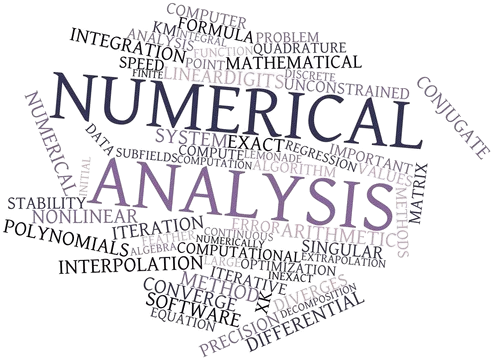 COMPUTER
FORMULA
KM INTEGRAL PROBLEM
INTEGRATION ANALYSIS FUNCTION QUADRATURE
SPEED POINT MATHEMATICAL
FINITE LINEAR DIGITS DISCRETE UNCONSTRAINED
CONJUGATE
NUMERICAL
NUMERICAL
DATA SYSTEM EXACT REGRESSION IMPORTANT
SUBFIELDS COMPUTE LEMONADE VALUES
COMPUTATION ALGORITHM MATRIX
INITIAL
ANALYSIS
METHODS
STABILITY NONLINEAR
ITERATION ERROR ARITHMETIC
POLYNOMIALS EITHER CONTINUOUS
NUMERICALLY SINGULAR
ALGEBRA COMPUTATIONAL EXTRAPOLATION
INTERPOLATION LARGE OPTIMIZATION
ITERATIVE INEXACT
METHOD
CONVERGE XK DIVERGES
SOFTWARE DECOMPOSITION
EQUATION PRECISION DIFFERENTIAL